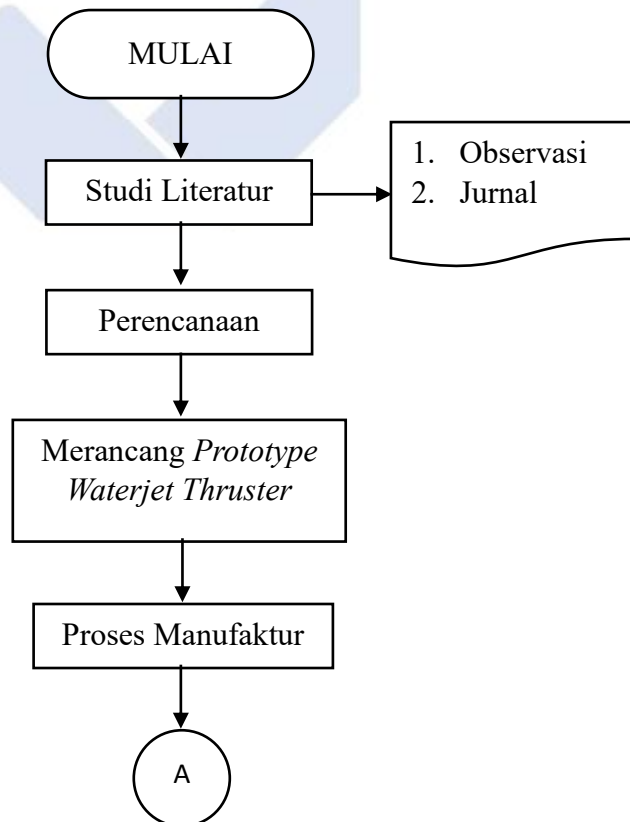 MULAI
Studi Literatur
1. Observasi
2. Jurnal
Perencanaan
Merancang Prototype
Waterjet Thruster
Proses Manufaktur
A